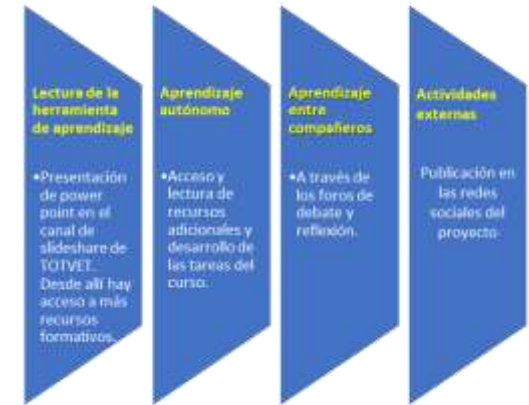 Lectura de la
herramienta
de aprendizaje
•Presentación
de power
point en el
canal de
slideshare de
TOTVET.
Desde allí hay
acceso a más
recursos
formativos.
Aprendizaje
autónomo
•Acceso y
lectura de
recursos
adicionales y
desarrollo de
las tareas del
curso.
Aprendizaje
entre
compañeros
•A través de
los foros de
debate y
reflexión.
Actividades
externas
Publicación en
las redes
sociales del
proyecto